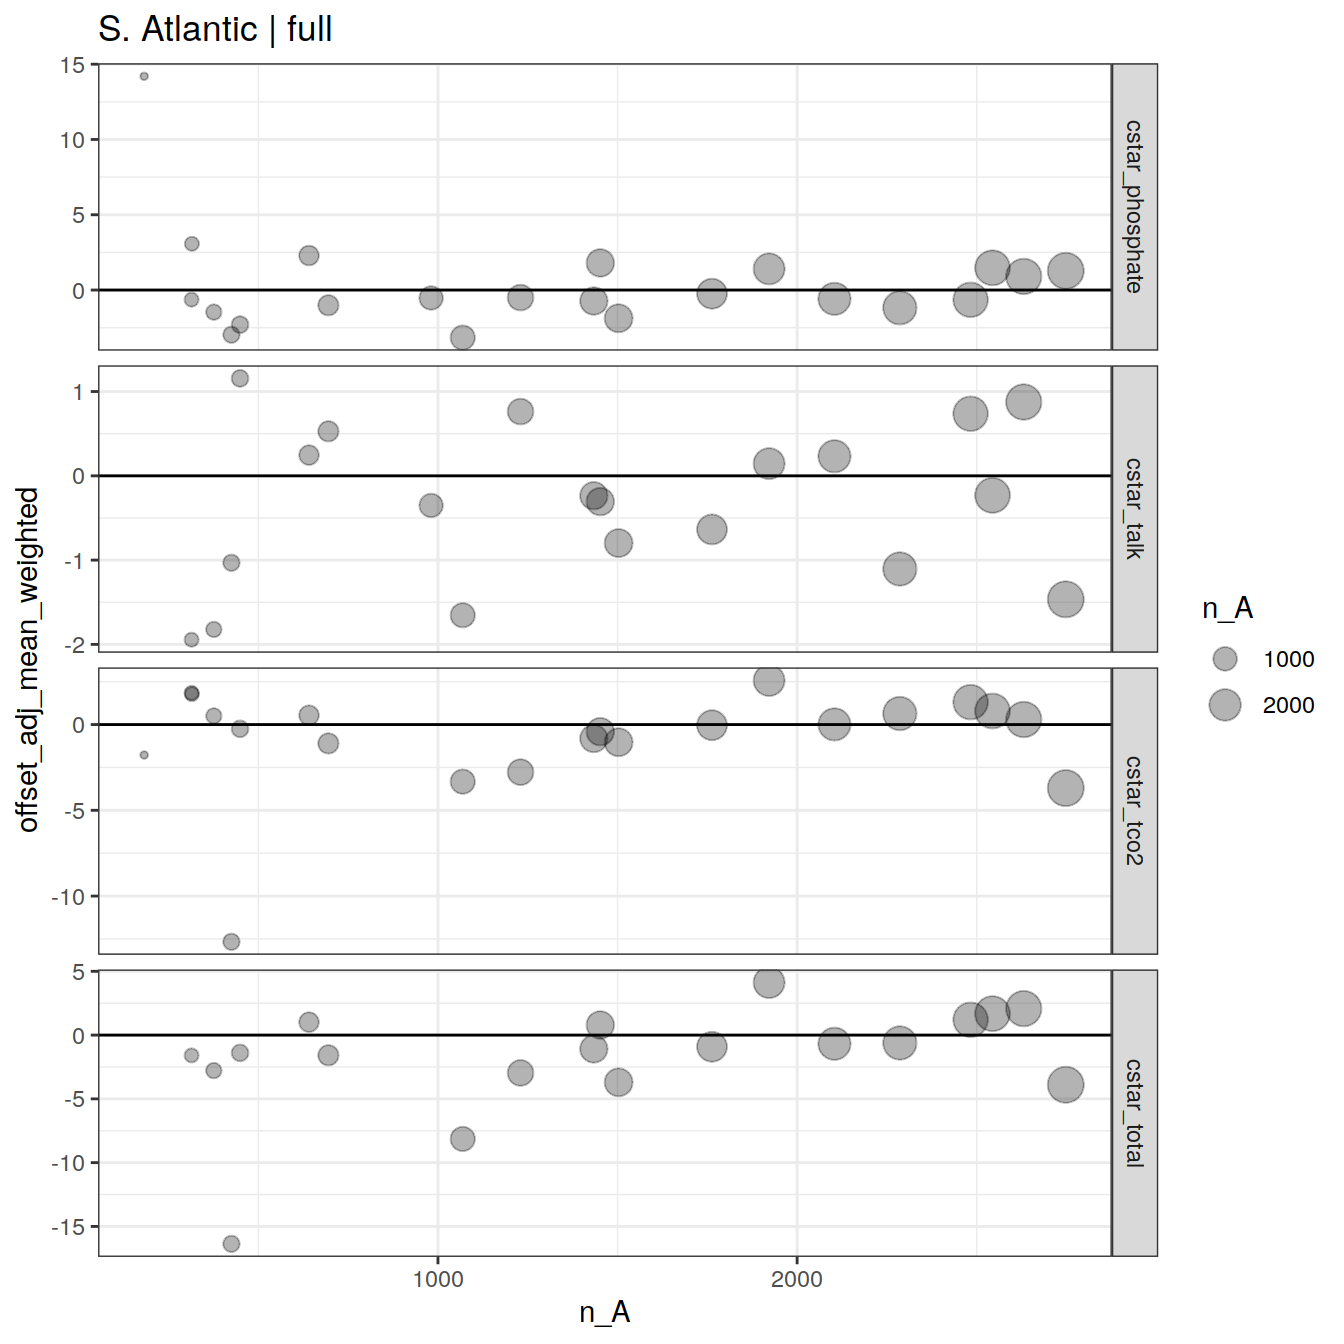 S. Atlantic | full
offset_adj_mean_weighted
15
10
5
0
cstar_phosphate
1
0
-1
-2
cstar_talk
0
-5
-10
cstar_tco2
5
0
-5
-10
-15
cstar_total
1000
2000
n_A
n_A
1000
2000